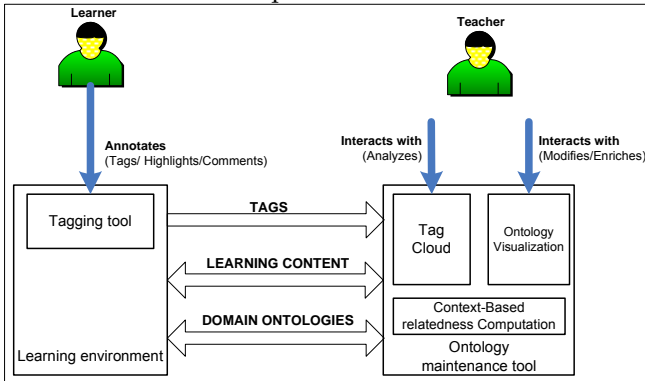 Learner
Teacher
Annotates
(Tags/ Highlights/Comments)
Interacts with
(Analyzes)
Interacts with
(Modifies/Enriches)
Tagging tool
TAGS
Tag
Cloud
Ontology
Visualization
LEARNING CONTENT
Context-Based
relatedness Computation
DOMAIN ONTOLOGIES
Learning environment
Ontology
maintenance tool